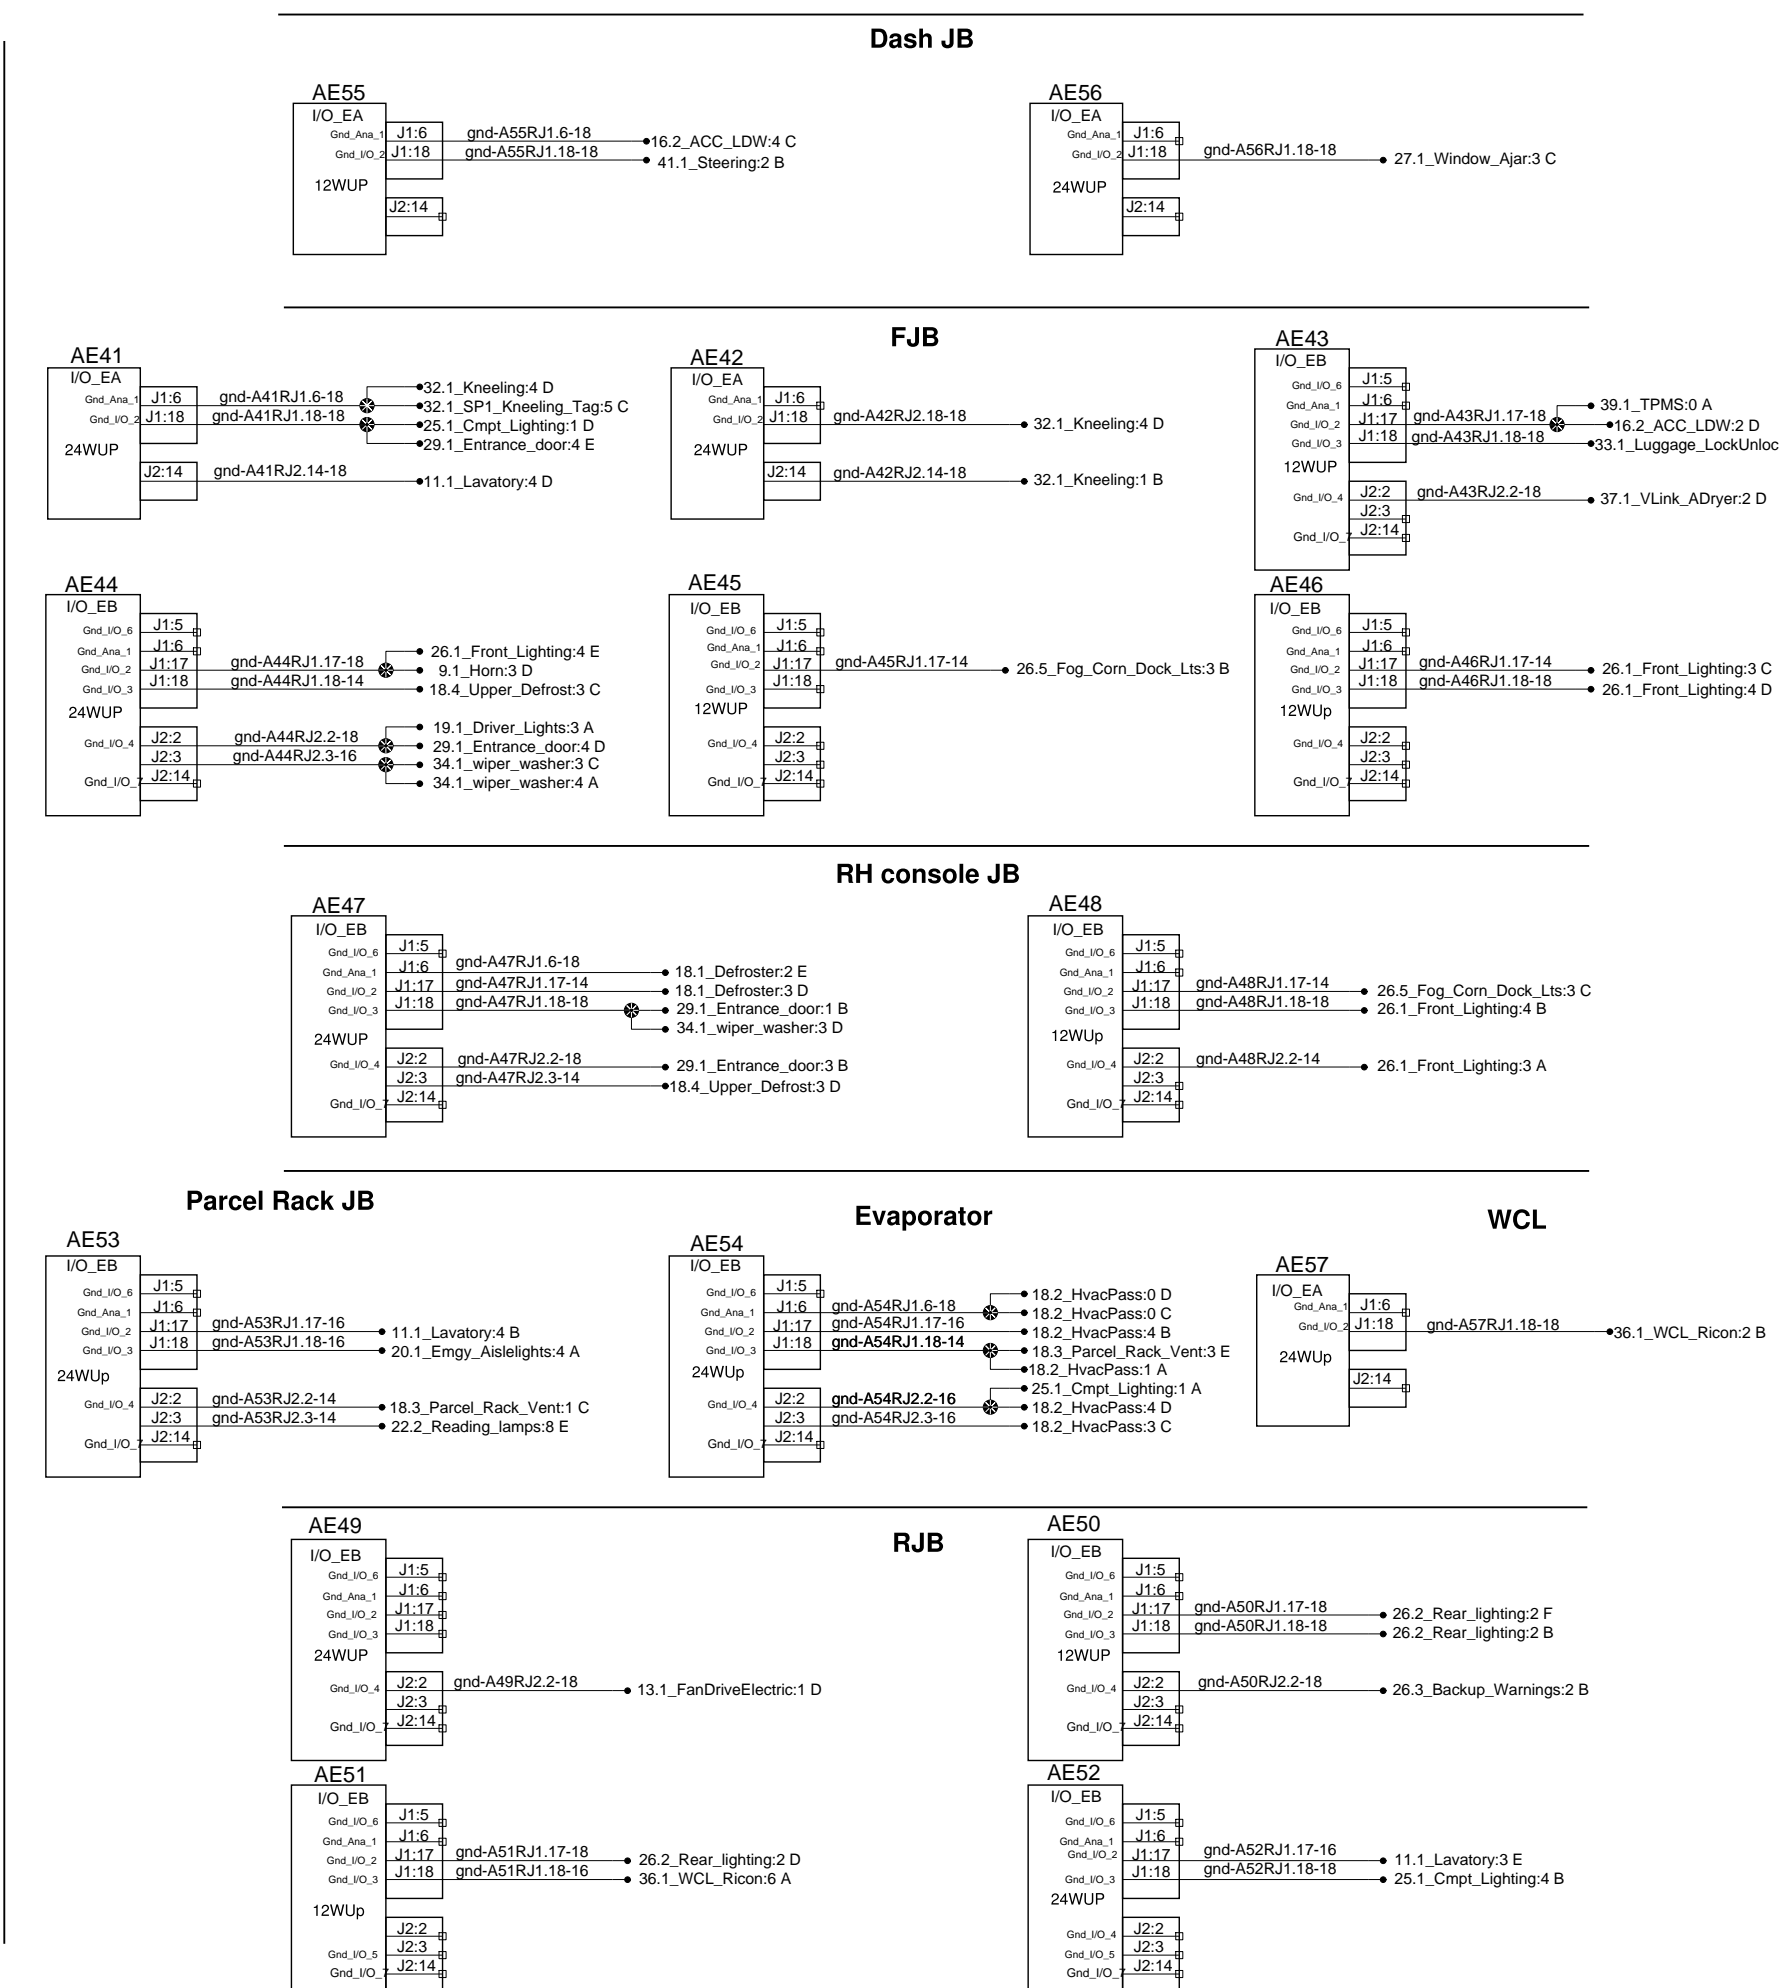 Dash JB
AE55
I/O_EA
Gnd_Ana_1 J1:6 gnd-A55RJ1.6-18 16.2_ACC_LDW:4 C
Gnd_I/O_2 J1:18 gnd-A55RJ1.18-18 41.1_Steering:2 B
12WUP
J2:14
AE56
I/O_EA
Gnd_Ana_1 J1:6
Gnd_I/O_2 J1:18 gnd-A56RJ1.18-18 27.1_Window_Ajar:3 C
24WUP
J2:14
FJB
AE41
I/O_EA
32.1_Kneeling:4 D
Gnd_Ana_1 J1:6 gnd-A41RJ1.6-18 32.1_SP1_Kneeling_Tag:5 C
Gnd_I/O_2 J1:18 gnd-A41RJ1.18-18 25.1_Cmpt_Lighting:1 D
29.1_Entrance_door:4 E
24WUP
J2:14 gnd-A41RJ2.14-18 11.1_Lavatory:4 D
AE42
I/O_EA
Gnd_Ana_1 J1:6
Gnd_I/O_2 J1:18 gnd-A42RJ2.18-18 32.1_Kneeling:4 D
24WUP
J2:14 gnd-A42RJ2.14-18 32.1_Kneeling:1 B
AE43
I/O_EB
Gnd_I/O_6 J1:5
Gnd_Ana_1 J1:6 39.1_TPMS:0 A
Gnd_I/O_2 J1:17 gnd-A43RJ1.17-18 16.2_ACC_LDW:2 D
Gnd_I/O_3 J1:18 gnd-A43RJ1.18-18 33.1_Luggage_LockUnloc
12WUP
Gnd_I/O_4 J2:2 gnd-A43RJ2.2-18 37.1_VLink_ADryer:2 D
J2:3
Gnd_I/O_7 J2:14
AE44
I/O_EB
Gnd_I/O_6 J1:5
Gnd_Ana_1 J1:6 26.1_Front_Lighting:4 E
Gnd_I/O_2 J1:17 gnd-A44RJ1.17-18 9.1_Horn:3 D
Gnd_I/O_3 J1:18 gnd-A44RJ1.18-14 18.4_Upper_Defrost:3 C
24WUP
19.1_Driver_Lights:3 A
Gnd_I/O_4 J2:2 gnd-A44RJ2.2-18 29.1_Entrance_door:4 D
J2:3 gnd-A44RJ2.3-16 34.1_wiper_washer:3 C
Gnd_I/O_7 J2:14 34.1_wiper_washer:4 A
AE45
I/O_EB
Gnd_I/O_6 J1:5
Gnd_Ana_1 J1:6
Gnd_I/O_2 J1:17 gnd-A45RJ1.17-14 26.5_Fog_Corn_Dock_Lts:3 B
Gnd_I/O_3 J1:18
12WUP
Gnd_I/O_4 J2:2
J2:3
Gnd_I/O_7 J2:14
AE46
I/O_EB
Gnd_I/O_6 J1:5
Gnd_Ana_1 J1:6
Gnd_I/O_2 J1:17 gnd-A46RJ1.17-14 26.1_Front_Lighting:3 C
Gnd_I/O_3 J1:18 gnd-A46RJ1.18-18 26.1_Front_Lighting:4 D
12WUp
Gnd_I/O_4 J2:2
J2:3
Gnd_I/O_7 J2:14
RH console JB
AE47
I/O_EB
Gnd_I/O_6 J1:5
Gnd_Ana_1 J1:6 gnd-A47RJ1.6-18 18.1_Defroster:2 E
Gnd_I/O_2 J1:17 gnd-A47RJ1.17-14 18.1_Defroster:3 D
Gnd_I/O_3 J1:18 gnd-A47RJ1.18-18 29.1_Entrance_door:1 B
34.1_wiper_washer:3 D
24WUP
Gnd_I/O_4 J2:2 gnd-A47RJ2.2-18 29.1_Entrance_door:3 B
J2:3 gnd-A47RJ2.3-14 18.4_Upper_Defrost:3 D
Gnd_I/O_7 J2:14
AE48
I/O_EB
Gnd_I/O_6 J1:5
Gnd_Ana_1 J1:6
Gnd_I/O_2 J1:17 gnd-A48RJ1.17-14 26.5_Fog_Corn_Dock_Lts:3 C
Gnd_I/O_3 J1:18 gnd-A48RJ1.18-18 26.1_Front_Lighting:4 B
12WUp
Gnd_I/O_4 J2:2 gnd-A48RJ2.2-14 26.1_Front_Lighting:3 A
J2:3
Gnd_I/O_7 J2:14
Parcel Rack JB
AE53
I/O_EB
Gnd_I/O_6 J1:5
Gnd_Ana_1 J1:6
Gnd_I/O_2 J1:17 gnd-A53RJ1.17-16 11.1_Lavatory:4 B
Gnd_I/O_3 J1:18 gnd-A53RJ1.18-16 20.1_Emgy_Aislelights:4 A
24WUp
Gnd_I/O_4 J2:2 gnd-A53RJ2.2-14 18.3_Parcel_Rack_Vent:1 C
J2:3 gnd-A53RJ2.3-14 22.2_Reading_lamps:8 E
Gnd_I/O_7 J2:14
Evaporator
AE54
I/O_EB
Gnd_I/O_6 J1:5 18.2_HvacPass:0 D
Gnd_Ana_1 J1:6 gnd-A54RJ1.6-18 18.2_HvacPass:0 C
Gnd_I/O_2 J1:17 gnd-A54RJ1.17-16 18.2_HvacPass:4 B
Gnd_I/O_3 J1:18 gnd-A54RJ1.18-14 18.3_Parcel_Rack_Vent:3 E
24WUp 18.2_HvacPass:1 A
25.1_Cmpt_Lighting:1 A
Gnd_I/O_4 J2:2 gnd-A54RJ2.2-16 18.2_HvacPass:4 D
J2:3 gnd-A54RJ2.3-16 18.2_HvacPass:3 C
Gnd_I/O_7 J2:14
WCL
AE57
I/O_EA
Gnd_Ana_1 J1:6
Gnd_I/O_2 J1:18 gnd-A57RJ1.18-18 36.1_WCL_Ricon:2 B
24WUp
J2:14
RJB
AE49
I/O_EB
Gnd_I/O_6 J1:5
Gnd_Ana_1 J1:6
Gnd_I/O_2 J1:17
Gnd_I/O_3 J1:18
24WUP
Gnd_I/O_4 J2:2 gnd-A49RJ2.2-18 13.1_FanDriveElectric:1 D
J2:3
Gnd_I/O_7 J2:14
AE50
I/O_EB
Gnd_I/O_6 J1:5
Gnd_Ana_1 J1:6
Gnd_I/O_2 J1:17 gnd-A50RJ1.17-18 26.2_Rear_lighting:2 F
Gnd_I/O_3 J1:18 gnd-A50RJ1.18-18 26.2_Rear_lighting:2 B
12WUP
Gnd_I/O_4 J2:2 gnd-A50RJ2.2-18 26.3_Backup_Warnings:2 B
J2:3
Gnd_I/O_7 J2:14
AE51
I/O_EB
Gnd_I/O_6 J1:5
Gnd_Ana_1 J1:6
Gnd_I/O_2 J1:17 gnd-A51RJ1.17-18 26.2_Rear_lighting:2 D
Gnd_I/O_3 J1:18 gnd-A51RJ1.18-16 36.1_WCL_Ricon:6 A
12WUp
J2:2
Gnd_I/O_5 J2:3
Gnd_I/O_7 J2:14
AE52
I/O_EB
Gnd_I/O_6 J1:5
Gnd_Ana_1 J1:6
Gnd_I/O_2 J1:17 gnd-A52RJ1.17-16 11.1_Lavatory:3 E
Gnd_I/O_3 J1:18 gnd-A52RJ1.18-18 25.1_Cmpt_Lighting:4 B
24WUP
Gnd_I/O_4 J2:2
Gnd_I/O_5 J2:3
Gnd_I/O_7 J2:14